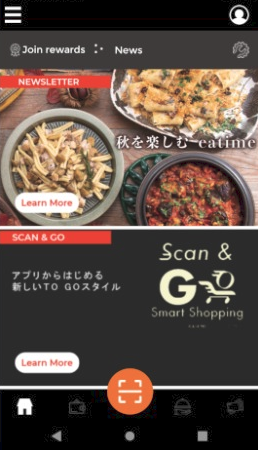 Join rewards
News
NEWSLETTER
秋を楽しむ eatime
Learn More
SCAN & GO
アプリからはじめる
新しいTO GOスタイル
Scan &
GO
Smart Shopping
Learn More